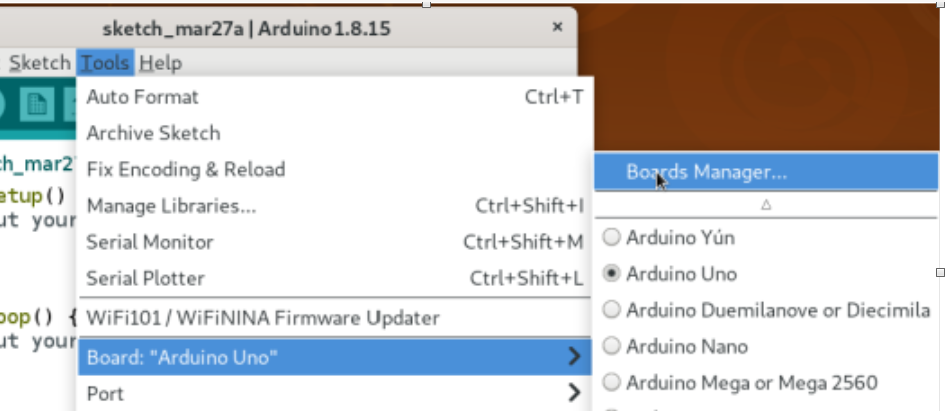 sketch_mar27a | Arduino 1.8.15 ×
Sketch Tools Help
Auto Format Ctrl+T
Archive Sketch
Fix Encoding & Reload
Manage Libraries... Ctrl+Shift+I
Serial Monitor Ctrl+Shift+M
Serial Plotter Ctrl+Shift+L
WiFi101 / WiFiNINA Firmware Updater
Board: "Arduino Uno"
Port
Boards Manager...
Arduino Yún
Arduino Uno
Arduino Duemilanove or Diecimila
Arduino Nano
Arduino Mega or Mega 2560
ch_mar2
etup()
ut your
oop() {
ut your